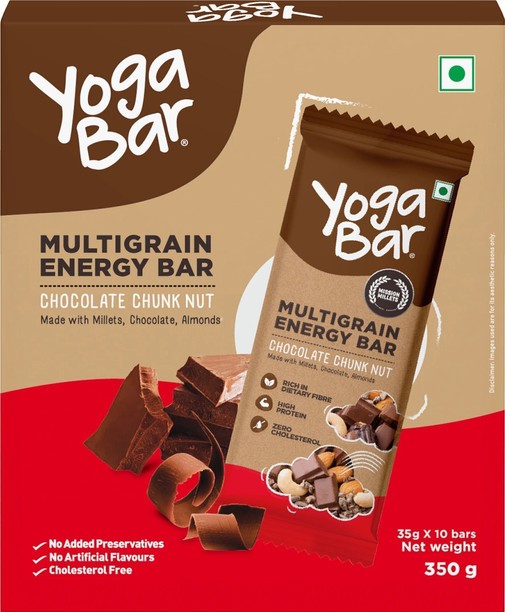 Yoga
Bar
Yoga
Bar®
MULTIGRAIN
ENERGY BAR
CHOCOLATE CHUNK NUT
Made with Millets, Chocolate, Almonds
Yoga
Bar®
MISSION
MILLETS
MULTIGRAIN
ENERGY BAR
CHOCOLATE CHUNK NUT
Made with Millets, Chocolate, Almonds
RICH IN
DIETARY FIBRE
HIGH
PROTEIN
ZERO
CHOLESTEROL
Disclaimer: Images used are for its aesthetic reasons only.
No Added Preservatives
No Artificial Flavours
Cholesterol Free
35g X 10 bars
Net weight
350 g